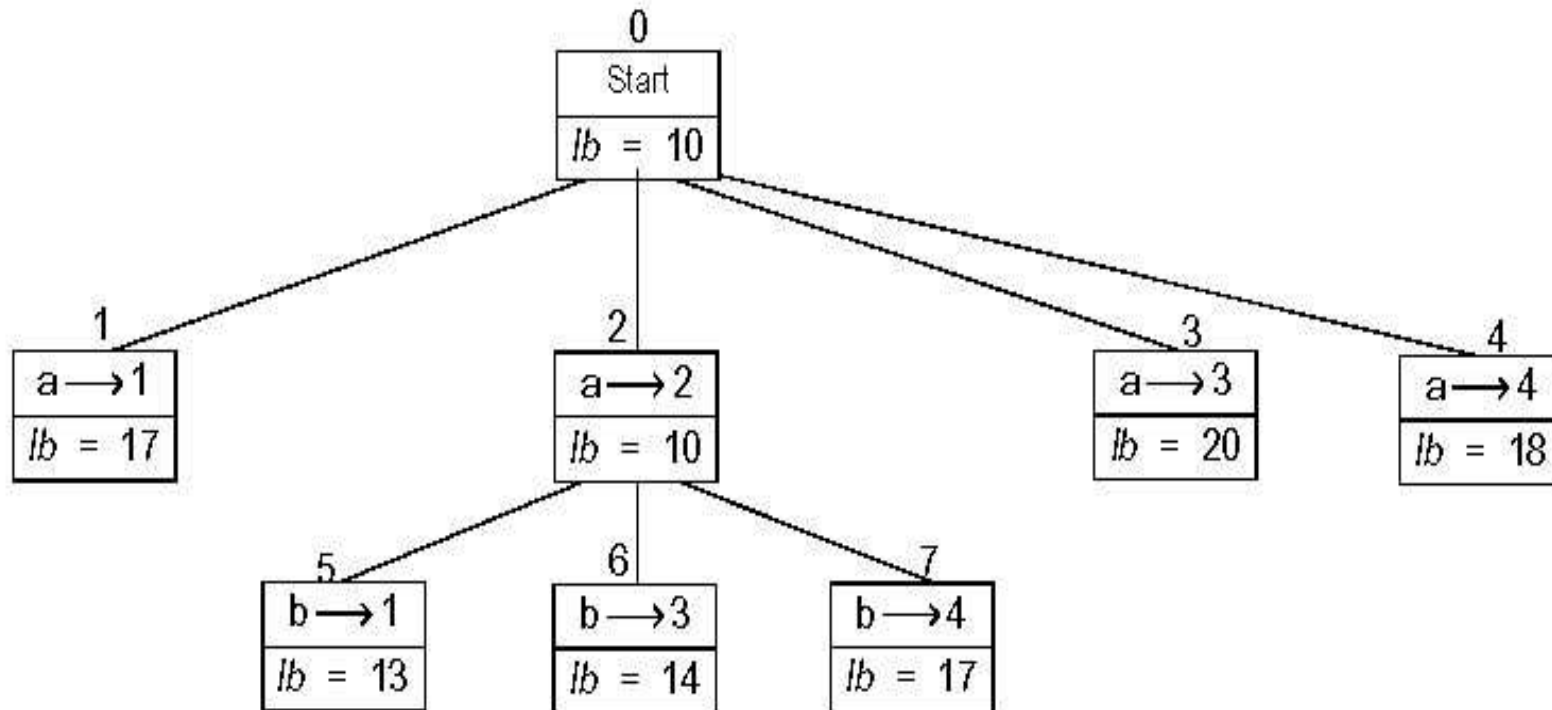 0
Start
lb = 10
1
2
3
4
a⟶1
a⟶2
a⟶3
a⟶4
lb = 17
lb = 10
lb = 20
lb = 18
5
6
7
b⟶1
b⟶3
b⟶4
lb = 13
lb = 14
lb = 17